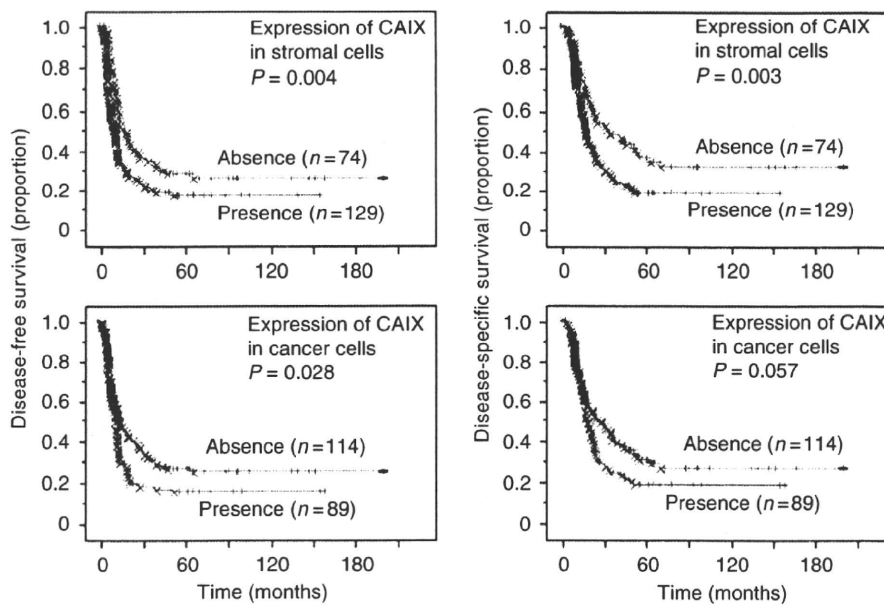 Disease-free survival (proportion)
1.0
0.8
0.6
0.4
0.2
0
Expression of CAIX
in stromal cells
P = 0.004
Absence (n=74)
Presence (n=129)
0 60 120 180
Disease-specific survival (proportion)
1.0
0.8
0.6
0.4
0.2
0
Expression of CAIX
in stromal cells
P = 0.003
Absence (n=74)
Presence (n=129)
0 60 120 180
1.0
0.8
0.6
0.4
0.2
0
Expression of CAIX
in cancer cells
P = 0.028
Absence (n=114)
Presence (n=89)
0 60 120 180
Time (months)
1.0
0.8
0.6
0.4
0.2
0
Expression of CAIX
in cancer cells
P = 0.057
Absence (n=114)
Presence (n=89)
0 60 120 180
Time (months)